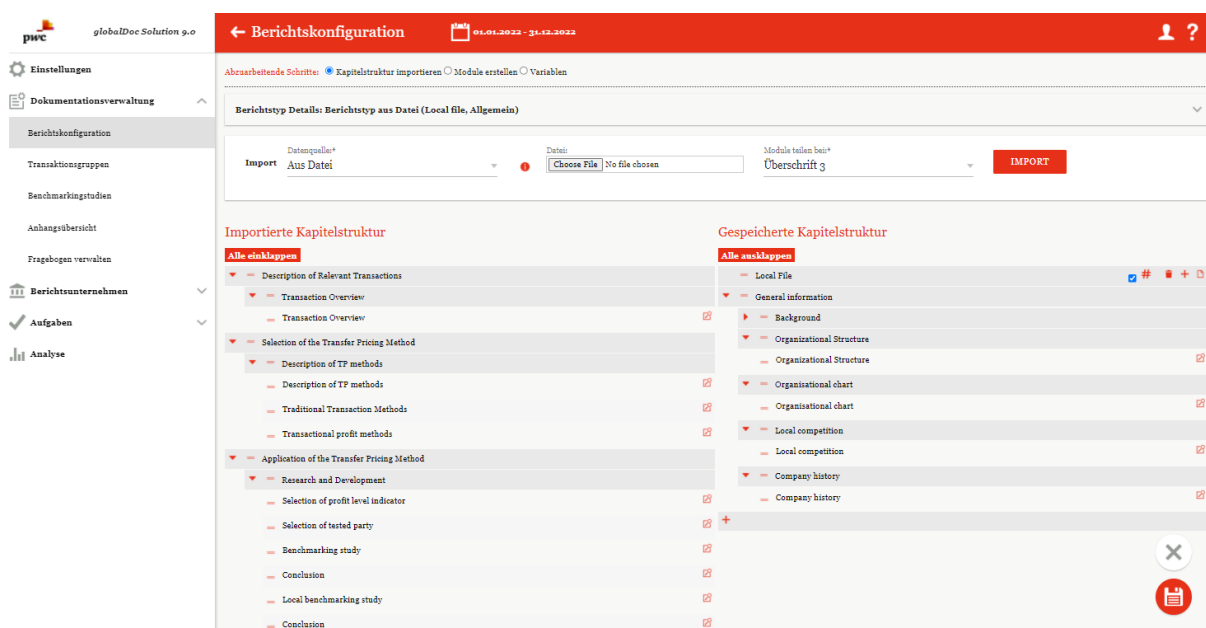 pwc
globalDoc Solution 9.0
Berichtskonfiguration
01.01.2022 - 31.12.2022
?
Einstellungen
Dokumentationsverwaltung
Berichtskonfiguration
Transaktionsgruppen
Benchmarkingstudien
Anhangsübersicht
Fragebogen verwalten
Berichtsunternehmen
Aufgaben
Analyse
Abzuarbeitende Schritte: Kapitelstruktur importieren Module erstellen Variablen
Berichtstyp Details: Berichtstyp aus Datei (Local file, Allgemein)
Import
Datenquelle:*
Aus Datei
Datei:
Choose File No file chosen
Module teilen bei:*
Überschrift 3
IMPORT
Importierte Kapitelstruktur
Alle einklappen
Description of Relevant Transactions
Transaction Overview
Transaction Overview
Selection of the Transfer Pricing Method
Description of TP methods
Description of TP methods
Traditional Transaction Methods
Transactional profit methods
Application of the Transfer Pricing Method
Research and Development
Selection of profit level indicator
Selection of tested party
Benchmarking study
Conclusion
Local benchmarking study
Conclusion
Gespeicherte Kapitelstruktur
Alle ausklappen
Local File
#
+
General information
Background
Organizational Structure
Organizational Structure
Organisational chart
Organisational chart
Local competition
Local competition
Company history
Company history
+